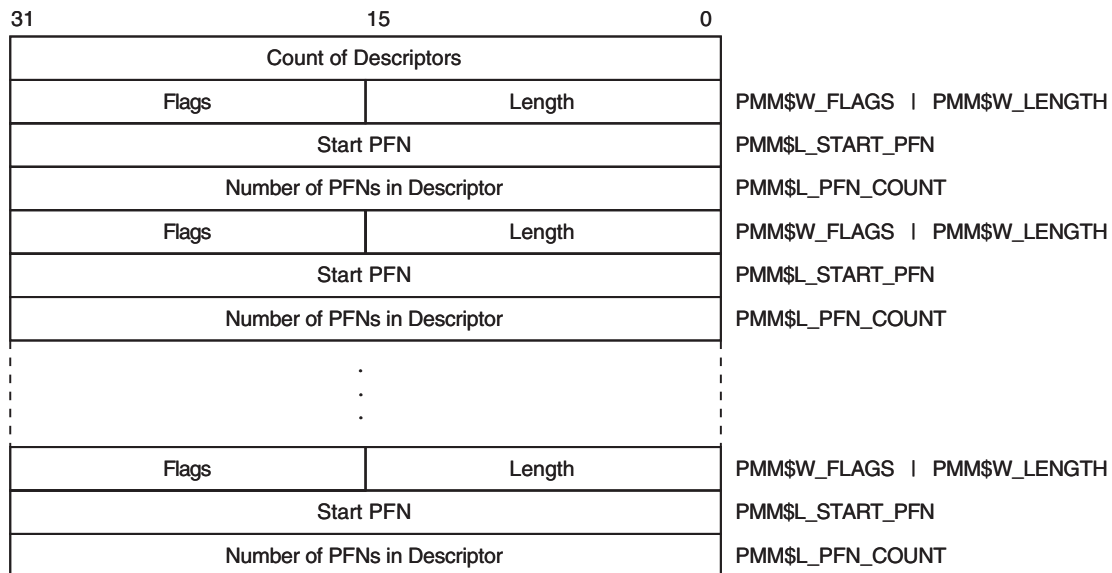 31 15 0
Count of Descriptors
Flags Length PMM$W_FLAGS | PMM$W_LENGTH
Start PFN PMM$L_START_PFN
Number of PFNs in Descriptor PMM$L_PFN_COUNT
Flags Length PMM$W_FLAGS | PMM$W_LENGTH
Start PFN PMM$L_START_PFN
Number of PFNs in Descriptor PMM$L_PFN_COUNT
.
.
.
Flags Length PMM$W_FLAGS | PMM$W_LENGTH
Start PFN PMM$L_START_PFN
Number of PFNs in Descriptor PMM$L_PFN_COUNT